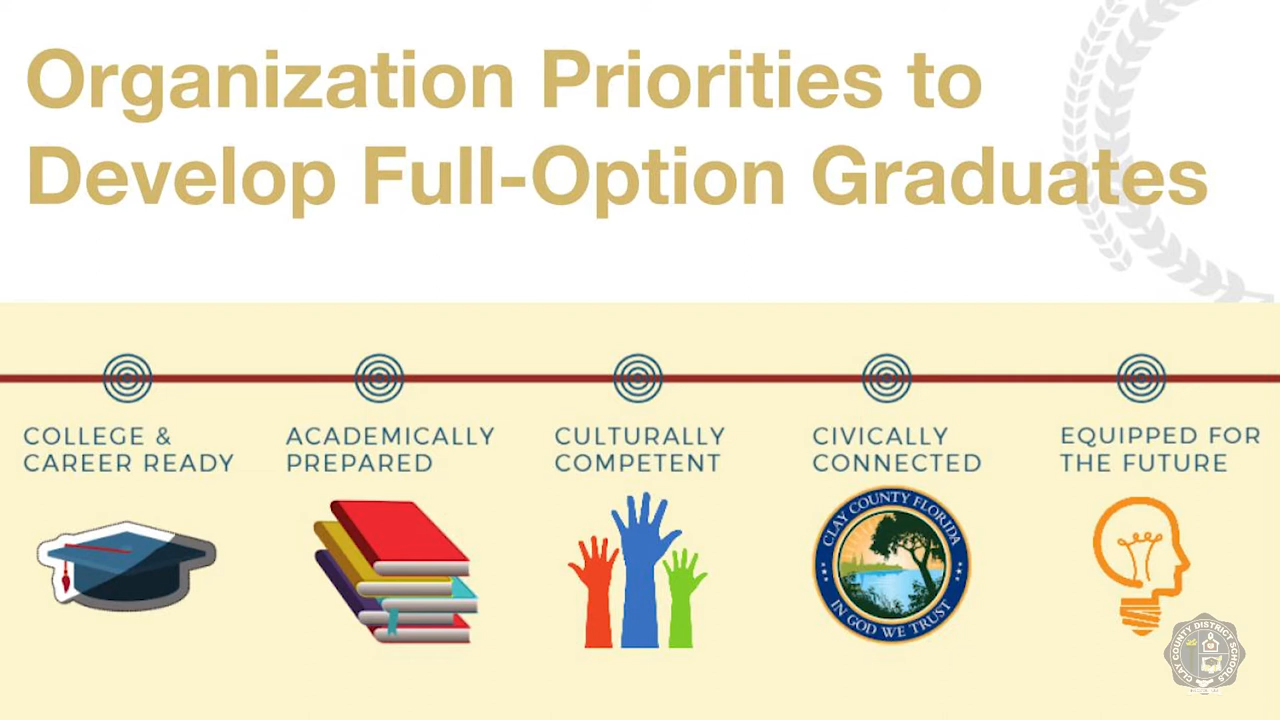 Organization Priorities to
Develop Full-Option Graduates
COLLEGE &
CAREER READY
ACADEMICALLY
PREPARED
CULTURALLY
COMPETENT
CIVICALLY
CONNECTED
EQUIPPED FOR
THE FUTURE
CLAY COUNTY FLORIDA
IN GOD WE TRUST
CLAY COUNTY DISTRICT SCHOOLS